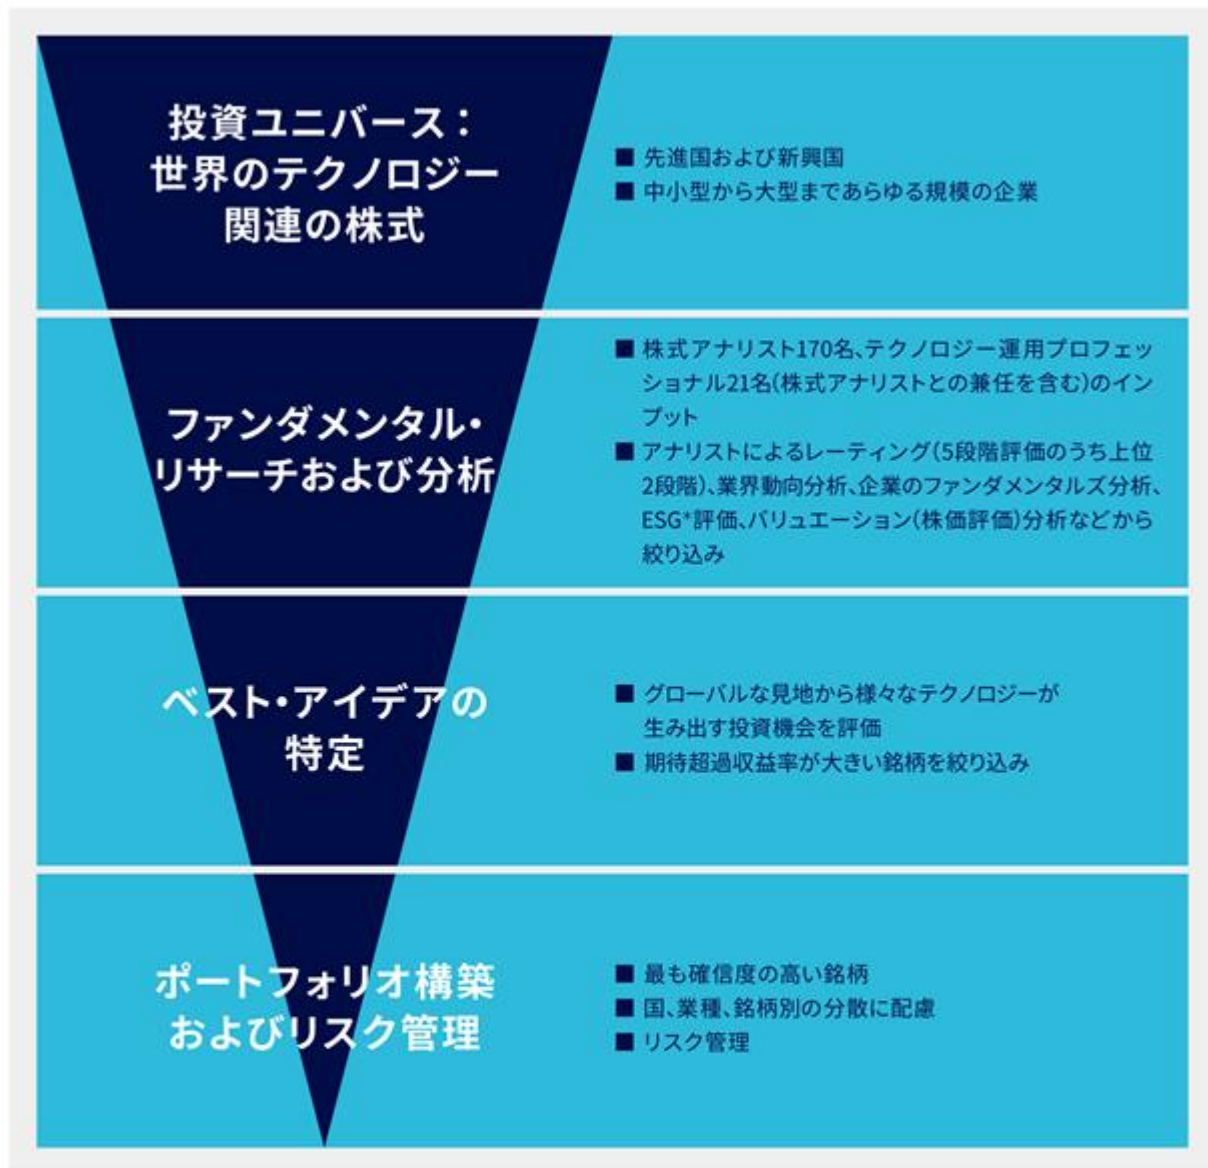 投資ユニバース：
世界のテクノロジー
関連の株式
■ 先進国および新興国
■ 中小型から大型まであらゆる規模の企業
ファンダメンタル・
リサーチおよび分析
■ 株式アナリスト170名、テクノロジー運用プロフェッ
ショナル21名(株式アナリストとの兼任を含む)のイン
プット
■ アナリストによるレーティング(5段階評価のうち上位
2段階)、業界動向分析、企業のファンダメンタルズ分析、
ESG*評価、バリュエーション(株価評価)分析などから
絞り込み
ベスト・アイデアの
特定
■ グローバルな見地から様々なテクノロジーが
生み出す投資機会を評価
■ 期待超過収益率が大きい銘柄を絞り込み
ポートフォリオ構築
およびリスク管理
■ 最も確信度の高い銘柄
■ 国、業種、銘柄別の分散に配慮
■ リスク管理